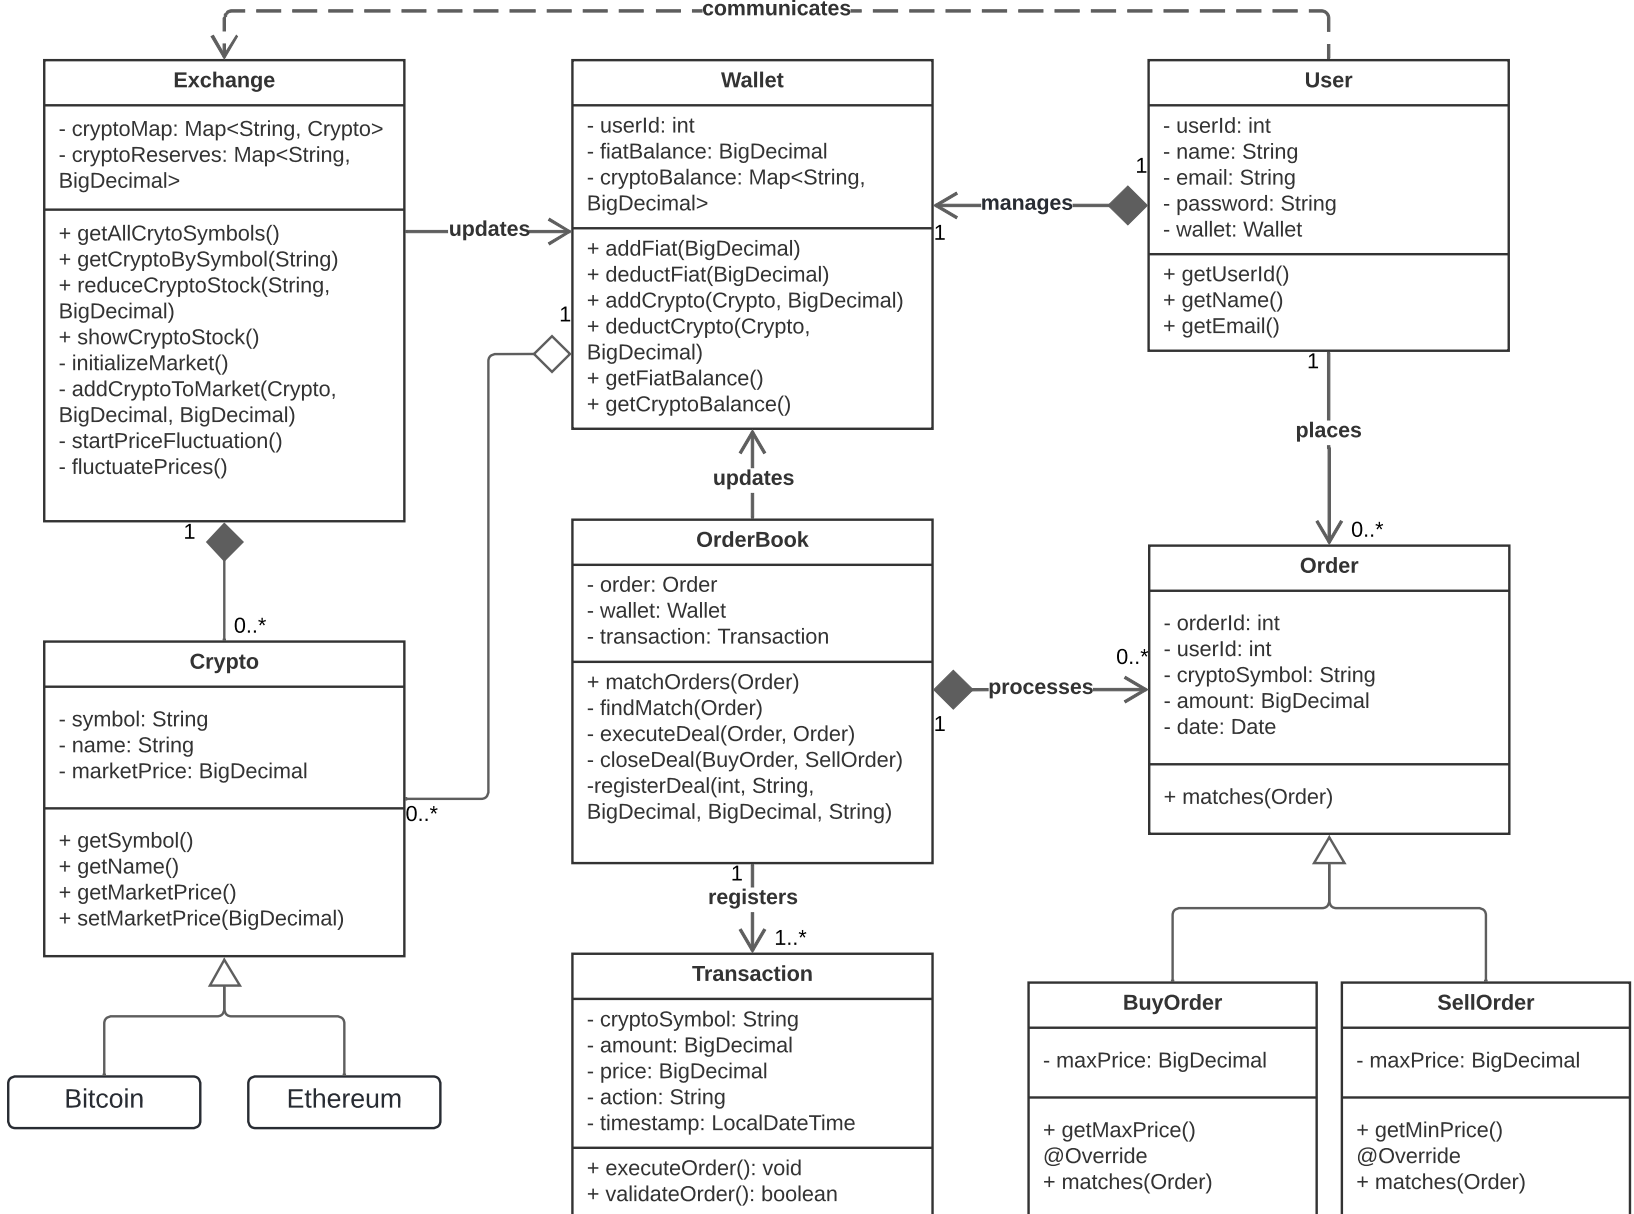 communicates
Exchange
- cryptoMap: Map<String, Crypto>
- cryptoReserves: Map<String,
BigDecimal>
+ getAllCrytoSymbols()
+ getCryptoBySymbol(String)
+ reduceCryptoStock(String,
BigDecimal)
+ showCryptoStock()
- initializeMarket()
- addCryptoToMarket(Crypto,
BigDecimal, BigDecimal)
- startPriceFluctuation()
- fluctuatePrices()
updates
Wallet
- userId: int
- fiatBalance: BigDecimal
- cryptoBalance: Map<String,
BigDecimal>
+ addFiat(BigDecimal)
+ deductFiat(BigDecimal)
+ addCrypto(Crypto, BigDecimal)
+ deductCrypto(Crypto,
BigDecimal)
+ getFiatBalance()
+ getCryptoBalance()
1
manages
1
1
User
- userId: int
- name: String
- email: String
- password: String
- wallet: Wallet
+ getUserId()
+ getName()
+ getEmail()
1
places
0..*
updates
1
0..*
Crypto
- symbol: String
- name: String
- marketPrice: BigDecimal
+ getSymbol()
+ getName()
+ getMarketPrice()
+ setMarketPrice(BigDecimal)
0..*
Bitcoin
Ethereum
OrderBook
- order: Order
- wallet: Wallet
- transaction: Transaction
+ matchOrders(Order)
- findMatch(Order)
- executeDeal(Order, Order)
- closeDeal(BuyOrder, SellOrder)
-registerDeal(int, String,
BigDecimal, BigDecimal, String)
1
processes
0..*
Order
- orderId: int
- userId: int
- cryptoSymbol: String
- amount: BigDecimal
- date: Date
+ matches(Order)
1
registers
1..*
Transaction
- cryptoSymbol: String
- amount: BigDecimal
- price: BigDecimal
- action: String
- timestamp: LocalDateTime
+ executeOrder(): void
+ validateOrder(): boolean
BuyOrder
- maxPrice: BigDecimal
+ getMaxPrice()
@Override
+ matches(Order)
SellOrder
- maxPrice: BigDecimal
+ getMinPrice()
@Override
+ matches(Order)